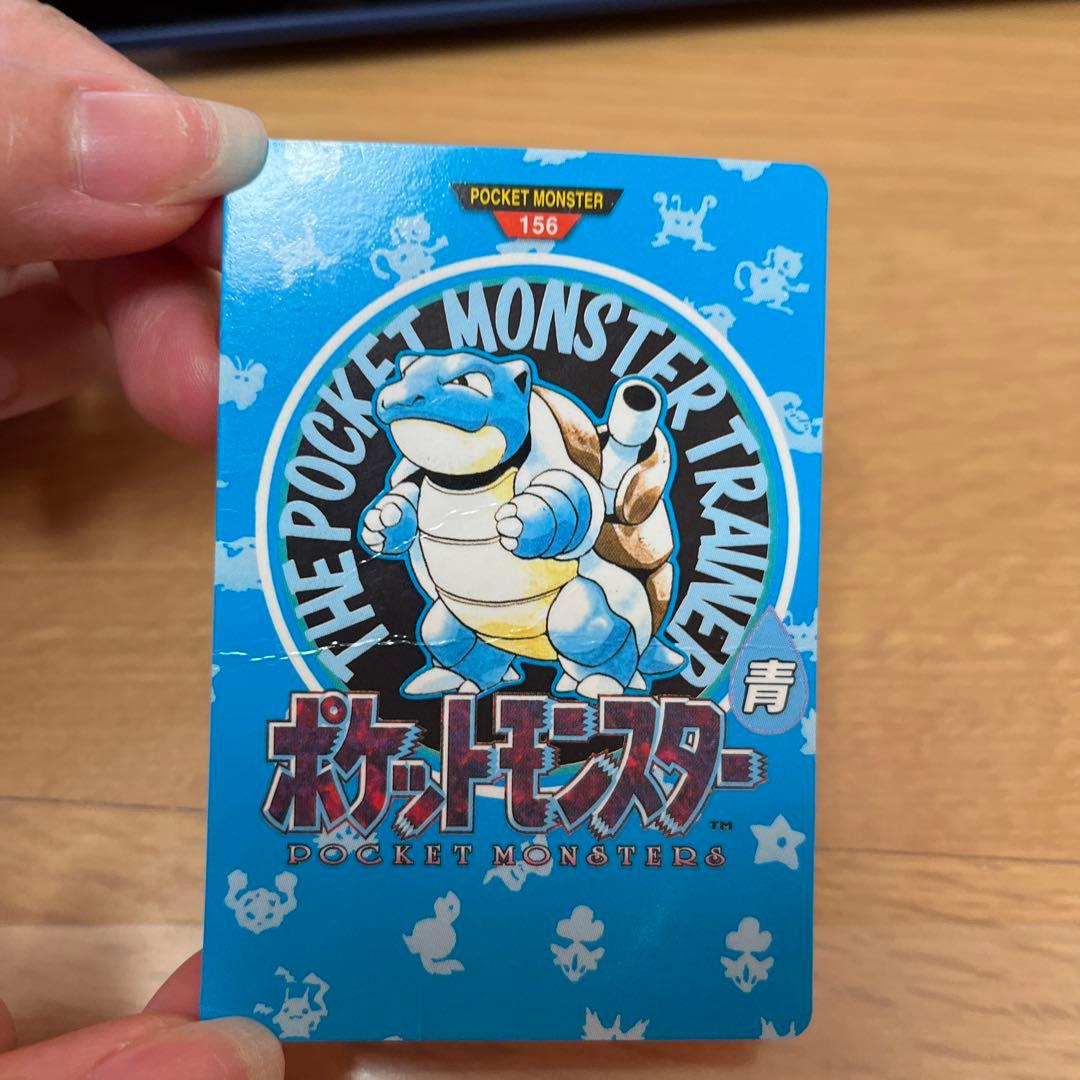 POCKET MONSTER
156
THE POCKET MONSTER TRAINER
青
ポケットモンスター
TM
POCKET MONSTERS